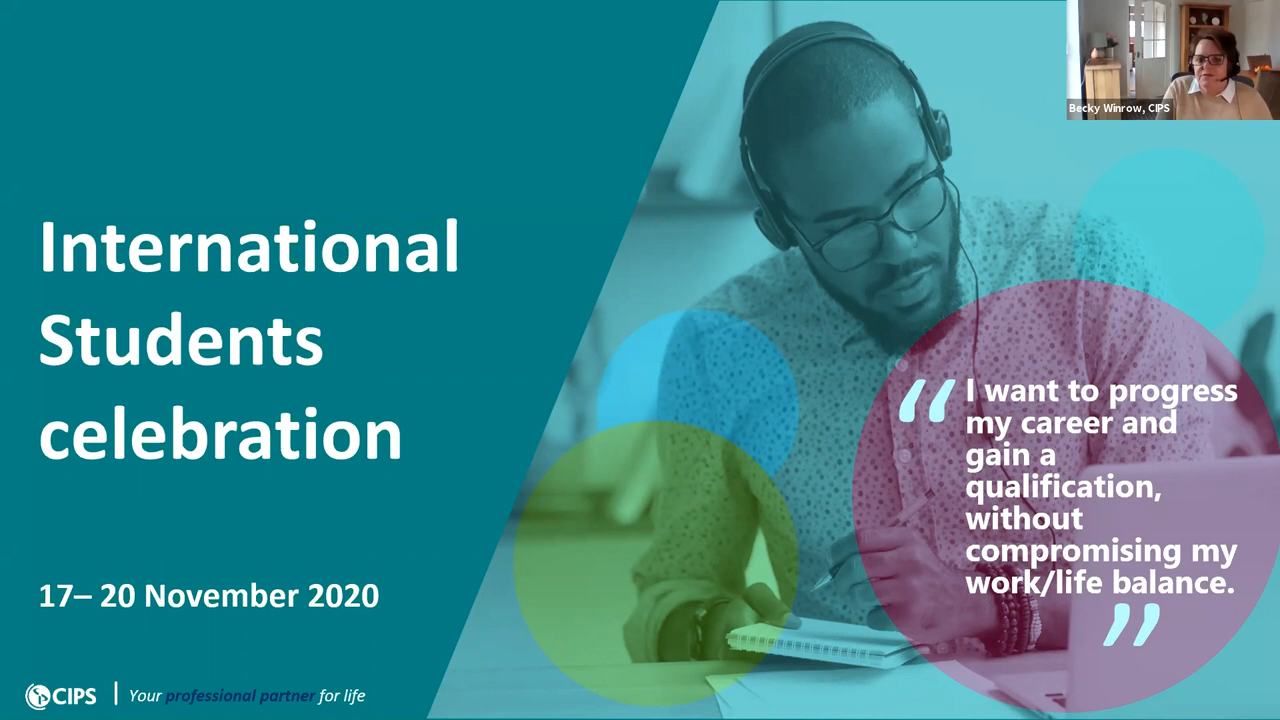 Becky Winrow, CIPS
International
Students
celebration
17– 20 November 2020
“ I want to progress
my career and
gain a
qualification,
without
compromising my
work/life balance.
”
CIPS | Your professional partner for life